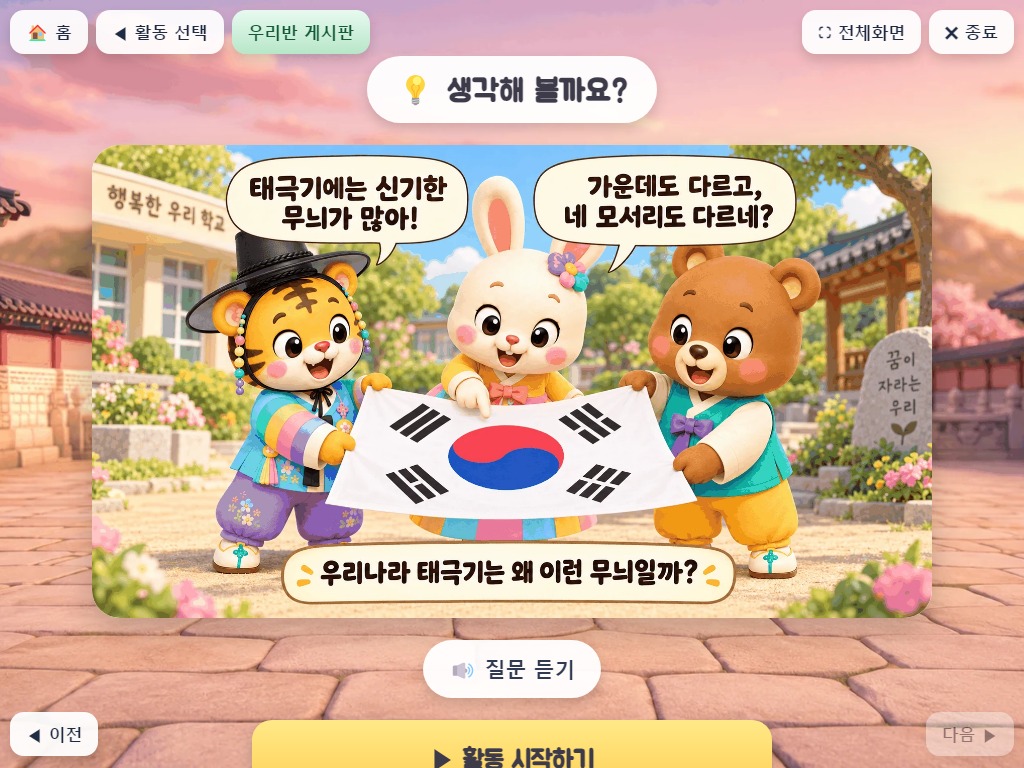 홈
활동 선택
우리반 게시판
전체화면
종료
생각해 볼까요?
태극기에는 신기한
무늬가 많아!
가운데도 다르고,
네 모서리도 다르네?
행복한 우리 학교
꿈이
자라는
우리
우리나라 태극기는 왜 이런 무늬일까?
질문 듣기
이전
다음
활동 시작하기